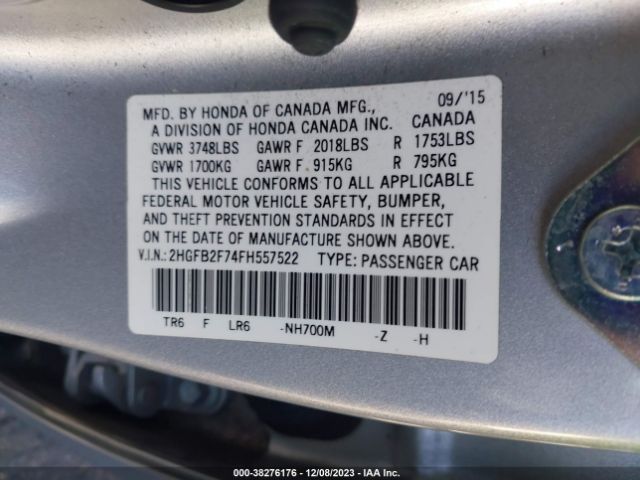 MFD. BY HONDA OF CANADA MFG., 09/'15
A DIVISION OF HONDA CANADA INC. CANADA
GVWR 3748LBS GAWR F 2018LBS R 1753LBS
GVWR 1700KG GAWR F 915KG R 795KG
THIS VEHICLE CONFORMS TO ALL APPLICABLE
FEDERAL MOTOR VEHICLE SAFETY, BUMPER,
AND THEFT PREVENTION STANDARDS IN EFFECT
ON THE DATE OF MANUFACTURE SHOWN ABOVE.
V.I.N.: 2HGFB2F74FH557522 TYPE: PASSENGER CAR
TR6 F LR6 -NH700M -Z -H
000-38276176 - 12/08/2023 - IAA Inc.